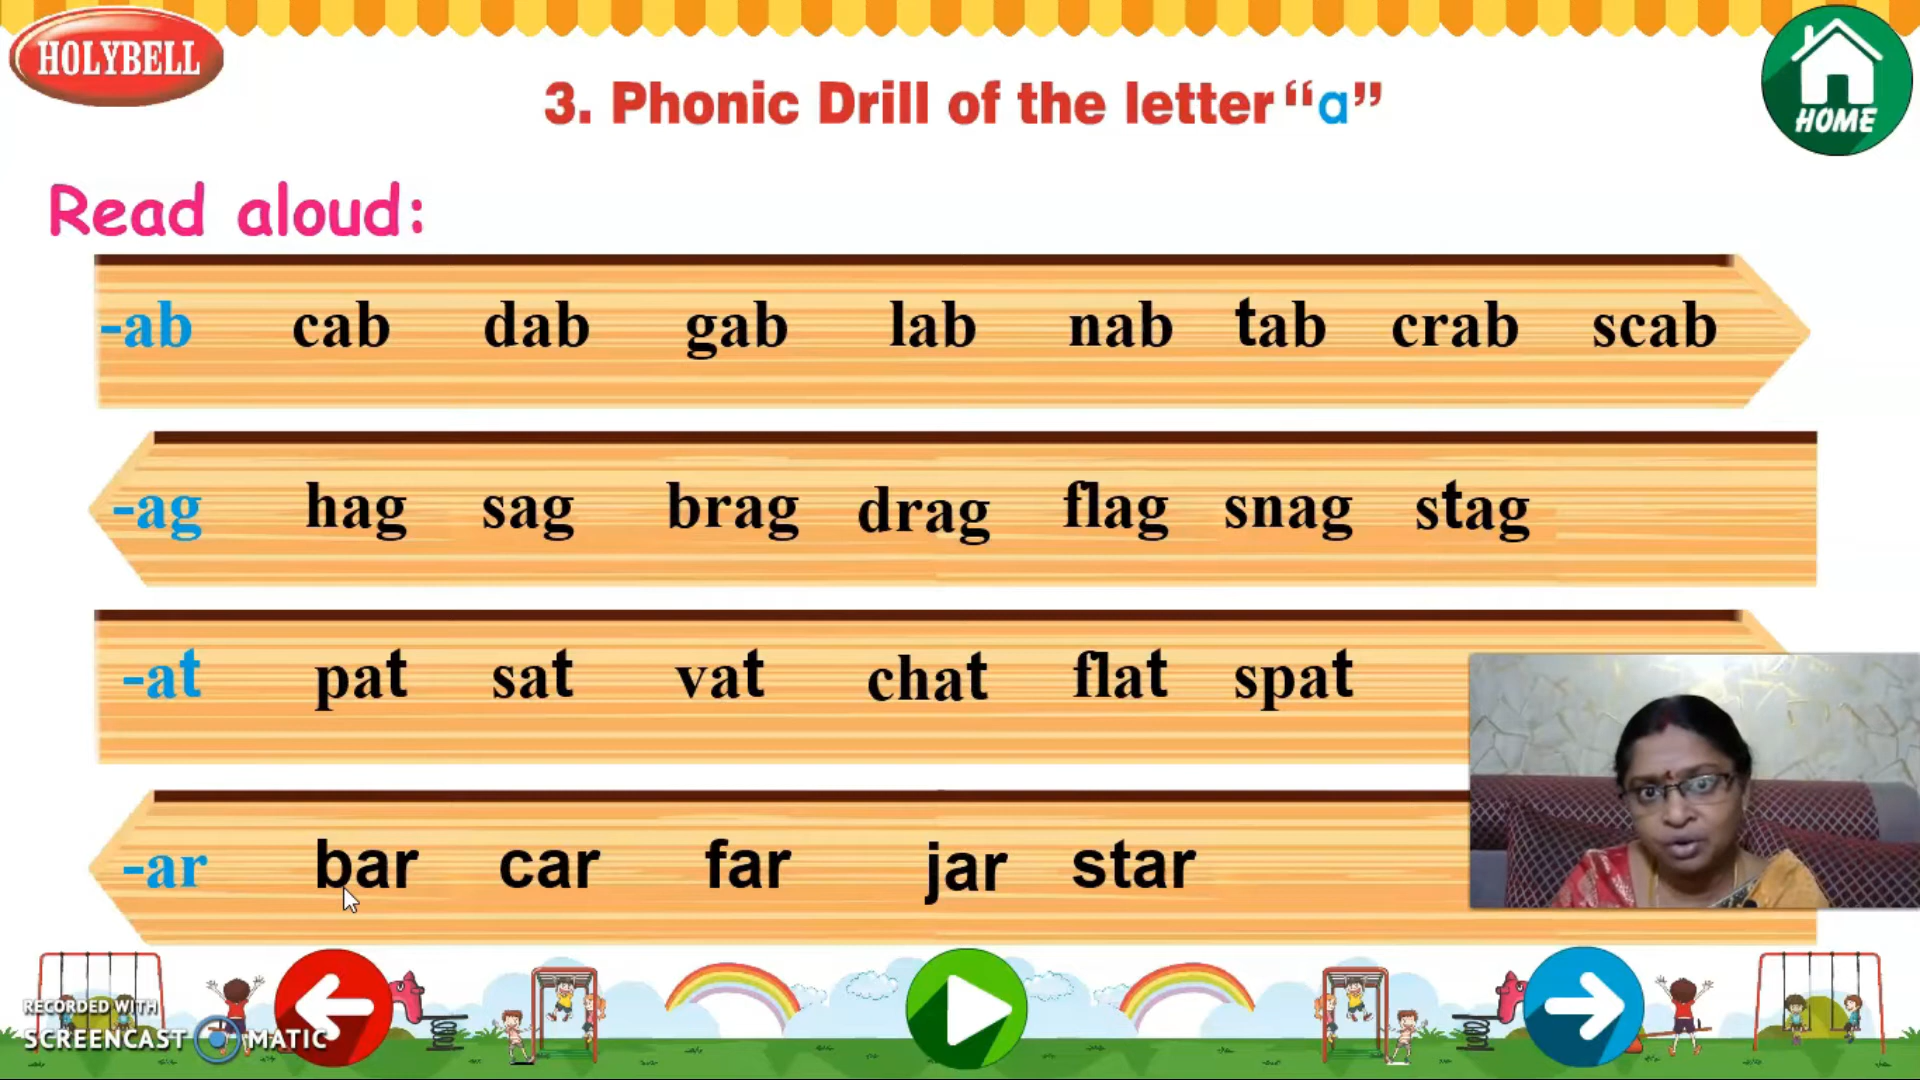 HOLYBELL
3. Phonic Drill of the letter “a”
HOME
Read aloud:
-ab cab dab gab lab nab tab crab scab
-ag hag sag brag drag flag snag stag
-at pat sat vat chat flat spat
-ar bar car far jar star
RECORDED WITH
SCREENCAST MATIC